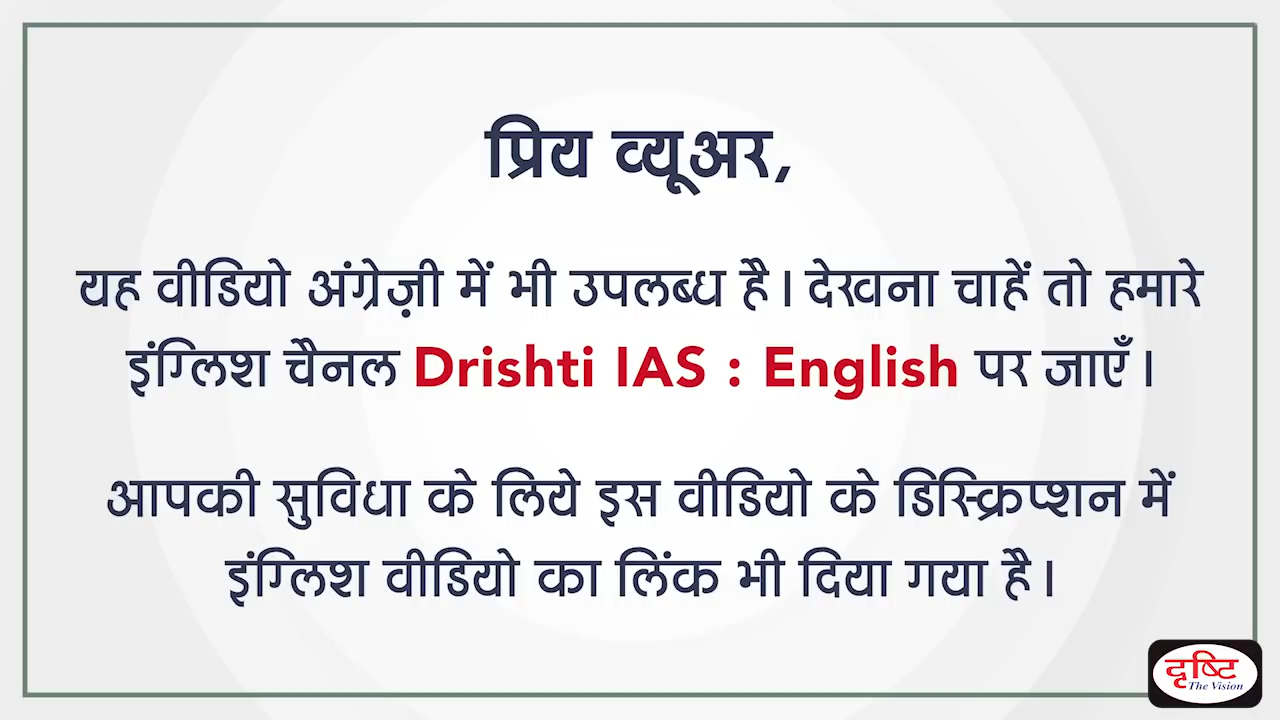 प्रिय व्यूअर,
यह वीडियो अंग्रेज़ी में भी उपलब्ध है। देखना चाहें तो हमारे
इंग्लिश चैनल Drishti IAS : English पर जाएँ।
आपकी सुविधा के लिये इस वीडियो के डिस्क्रिप्शन में
इंग्लिश वीडियो का लिंक भी दिया गया है।
दृष्टि
The Vision